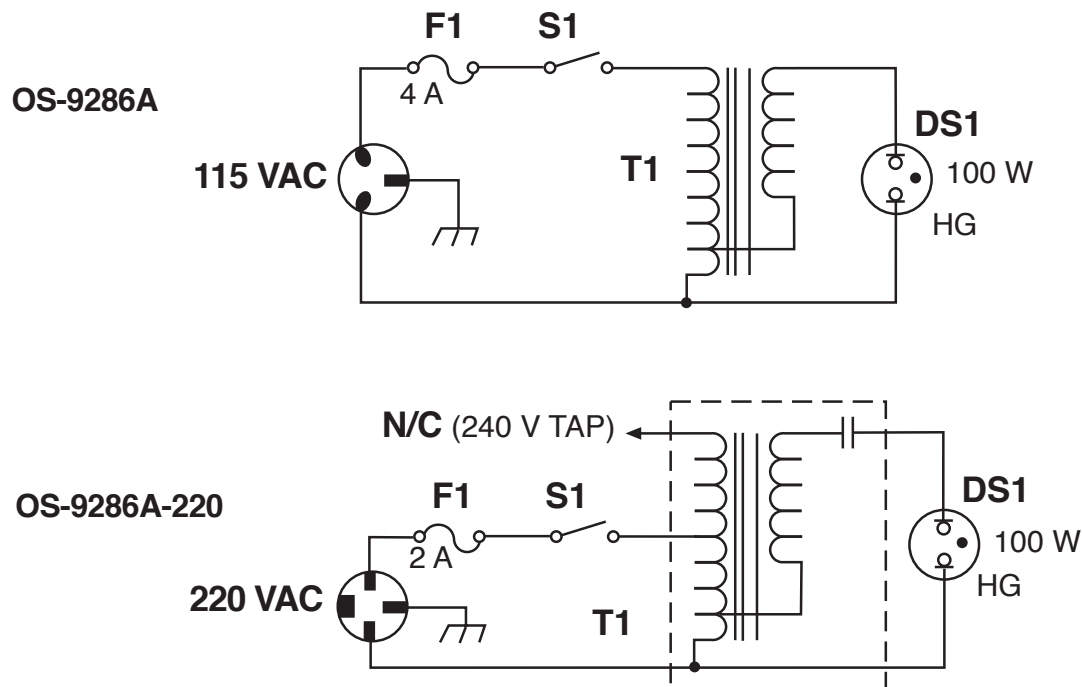 F1 S1
OS-9286A
4 A
DS1
115 VAC
T1
100 W
HG
N/C (240 V TAP)
F1 S1
DS1
OS-9286A-220
2 A
100 W
HG
220 VAC
T1